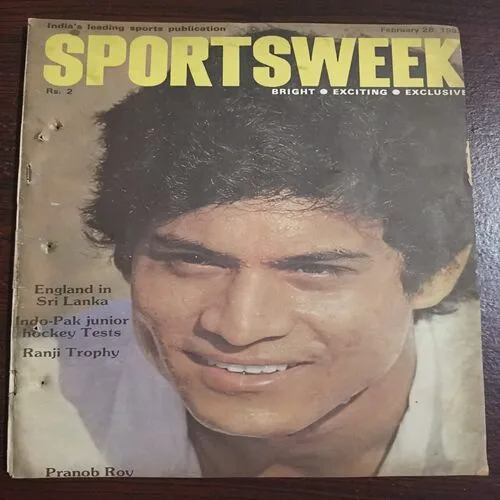 India's leading sports publication
February 28, 198
SPORTSWEEK
Rs. 2
BRIGHT ● EXCITING ● EXCLUSIVE
England in
Sri Lanka
Indo-Pak junior
hockey Tests
Ranji Trophy
Pranob Roy